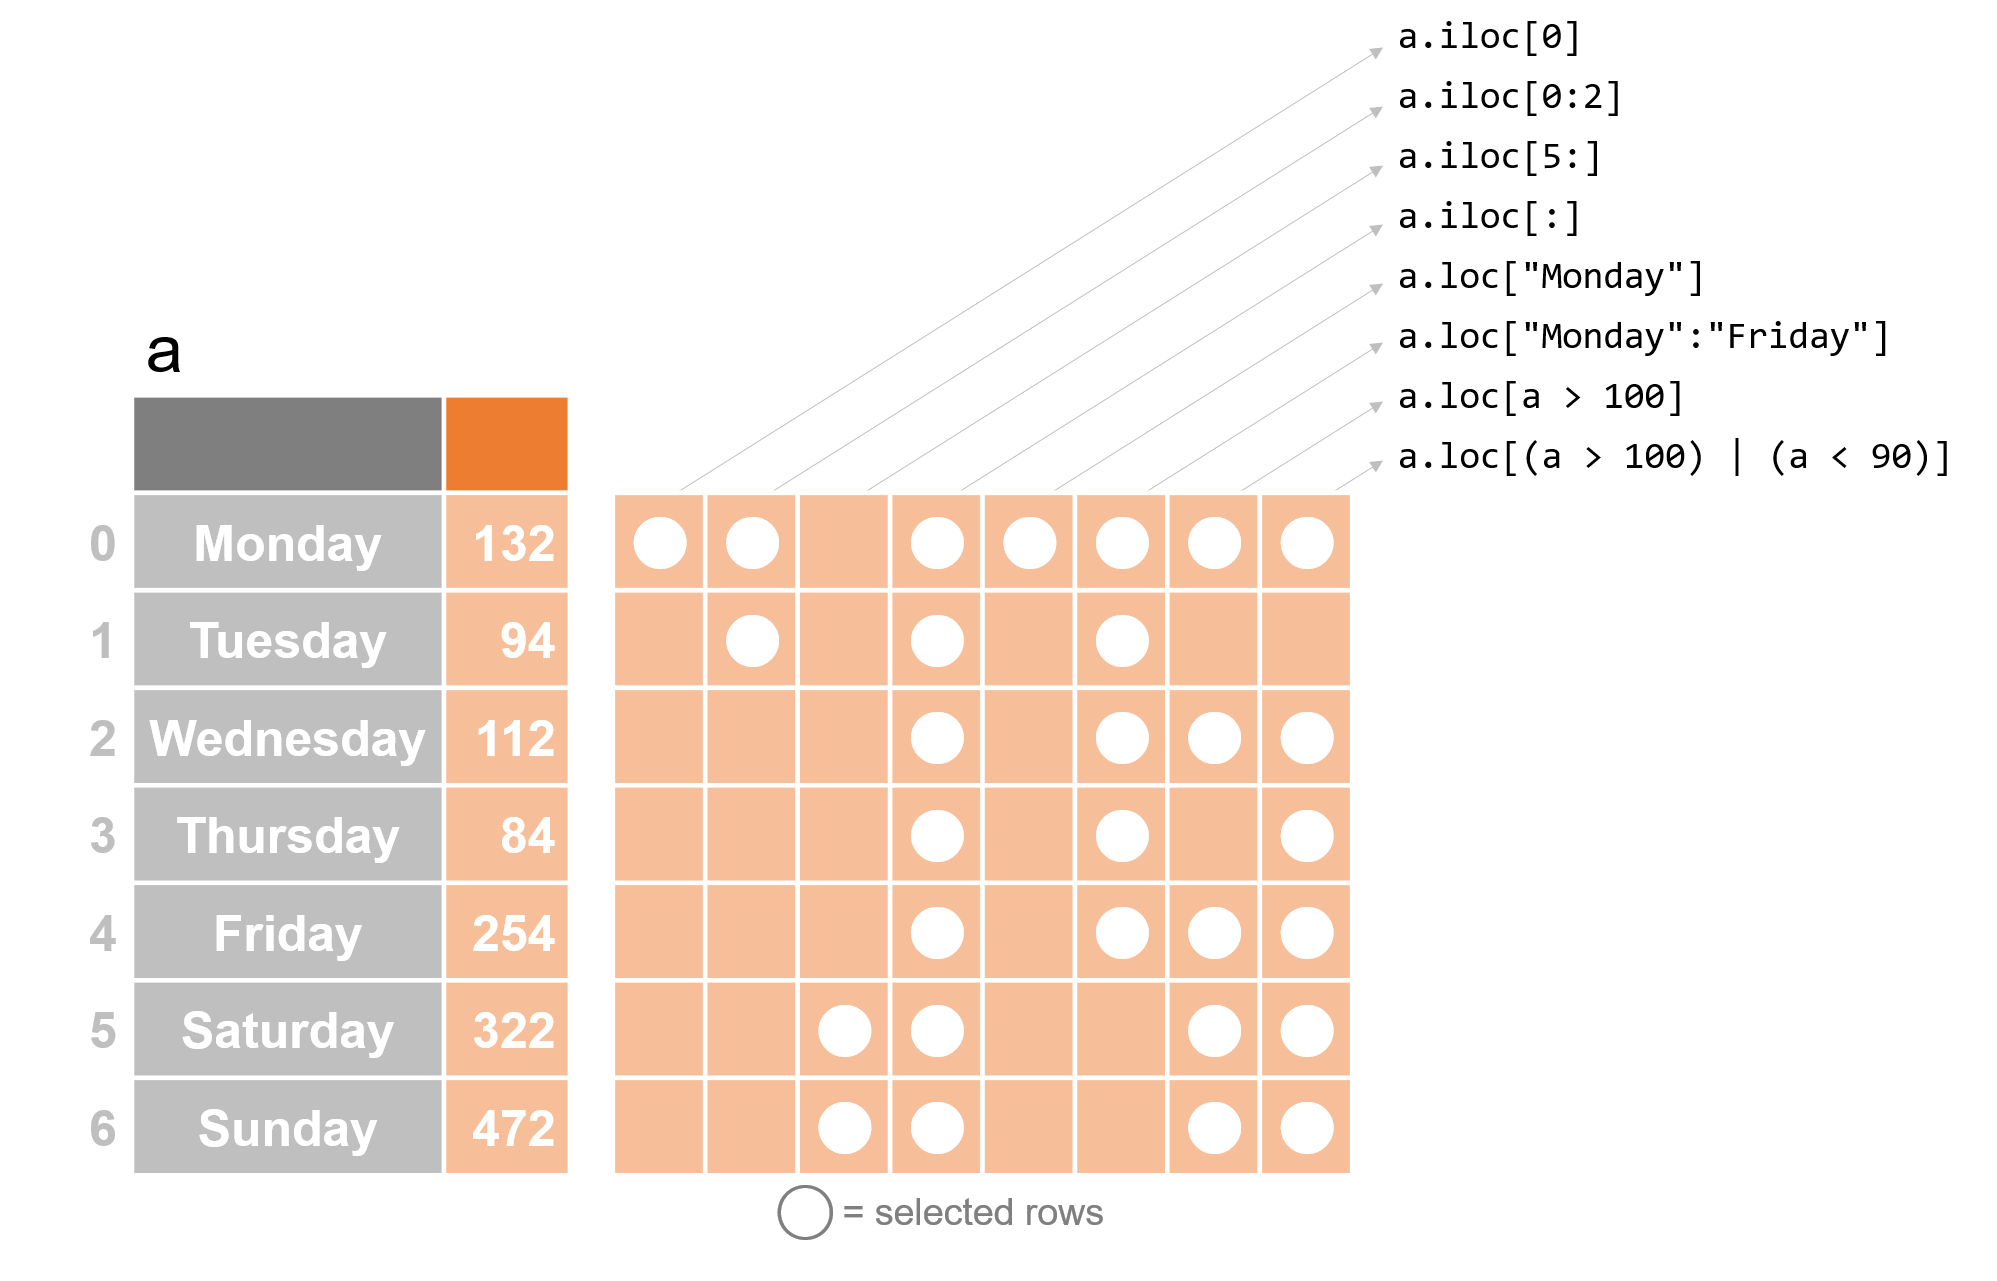 a.iloc[0]
a.iloc[0:2]
a.iloc[5:]
a.iloc[:]
a.loc["Monday"]
a.loc["Monday":"Friday"]
a.loc[a > 100]
a.loc[(a > 100) | (a < 90)]
a
0 Monday 132
1 Tuesday 94
2 Wednesday 112
3 Thursday 84
4 Friday 254
5 Saturday 322
6 Sunday 472
= selected rows